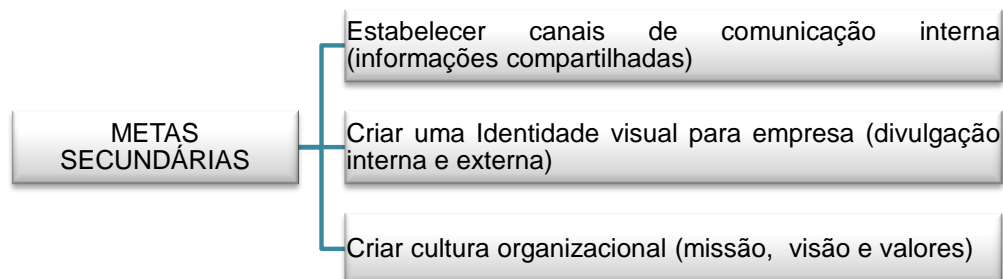 METAS
SECUNDÁRIAS
Estabelecer canais de comunicação interna
(informações compartilhadas)
Criar uma Identidade visual para empresa (divulgação
interna e externa)
Criar cultura organizacional (missão, visão e valores)